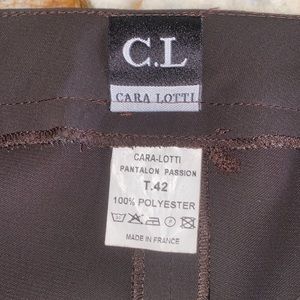 C.L
CARA LOTTI
CARA-LOTTI
PANTALON PASSION
T.42
100% POLYESTER
MADE IN FRANCE